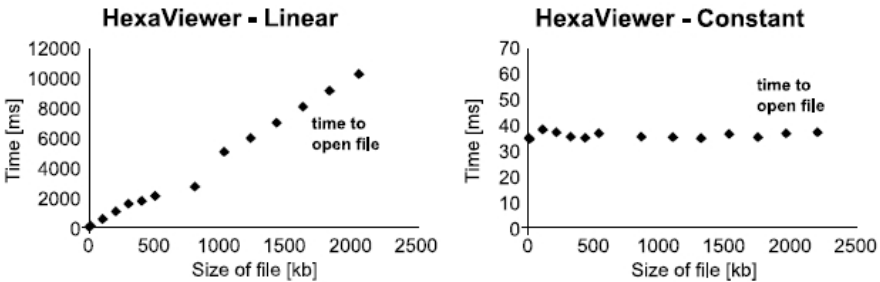 HexaViewer - Linear
12000
10000
8000
6000
4000
2000
0
Time [ms]
time to
open file
0 500 1000 1500 2000 2500
Size of file [kb]
HexaViewer - Constant
70
60
50
40
30
20
10
0
Time [ms]
time to
open file
0 500 1000 1500 2000 2500
Size of file [kb]